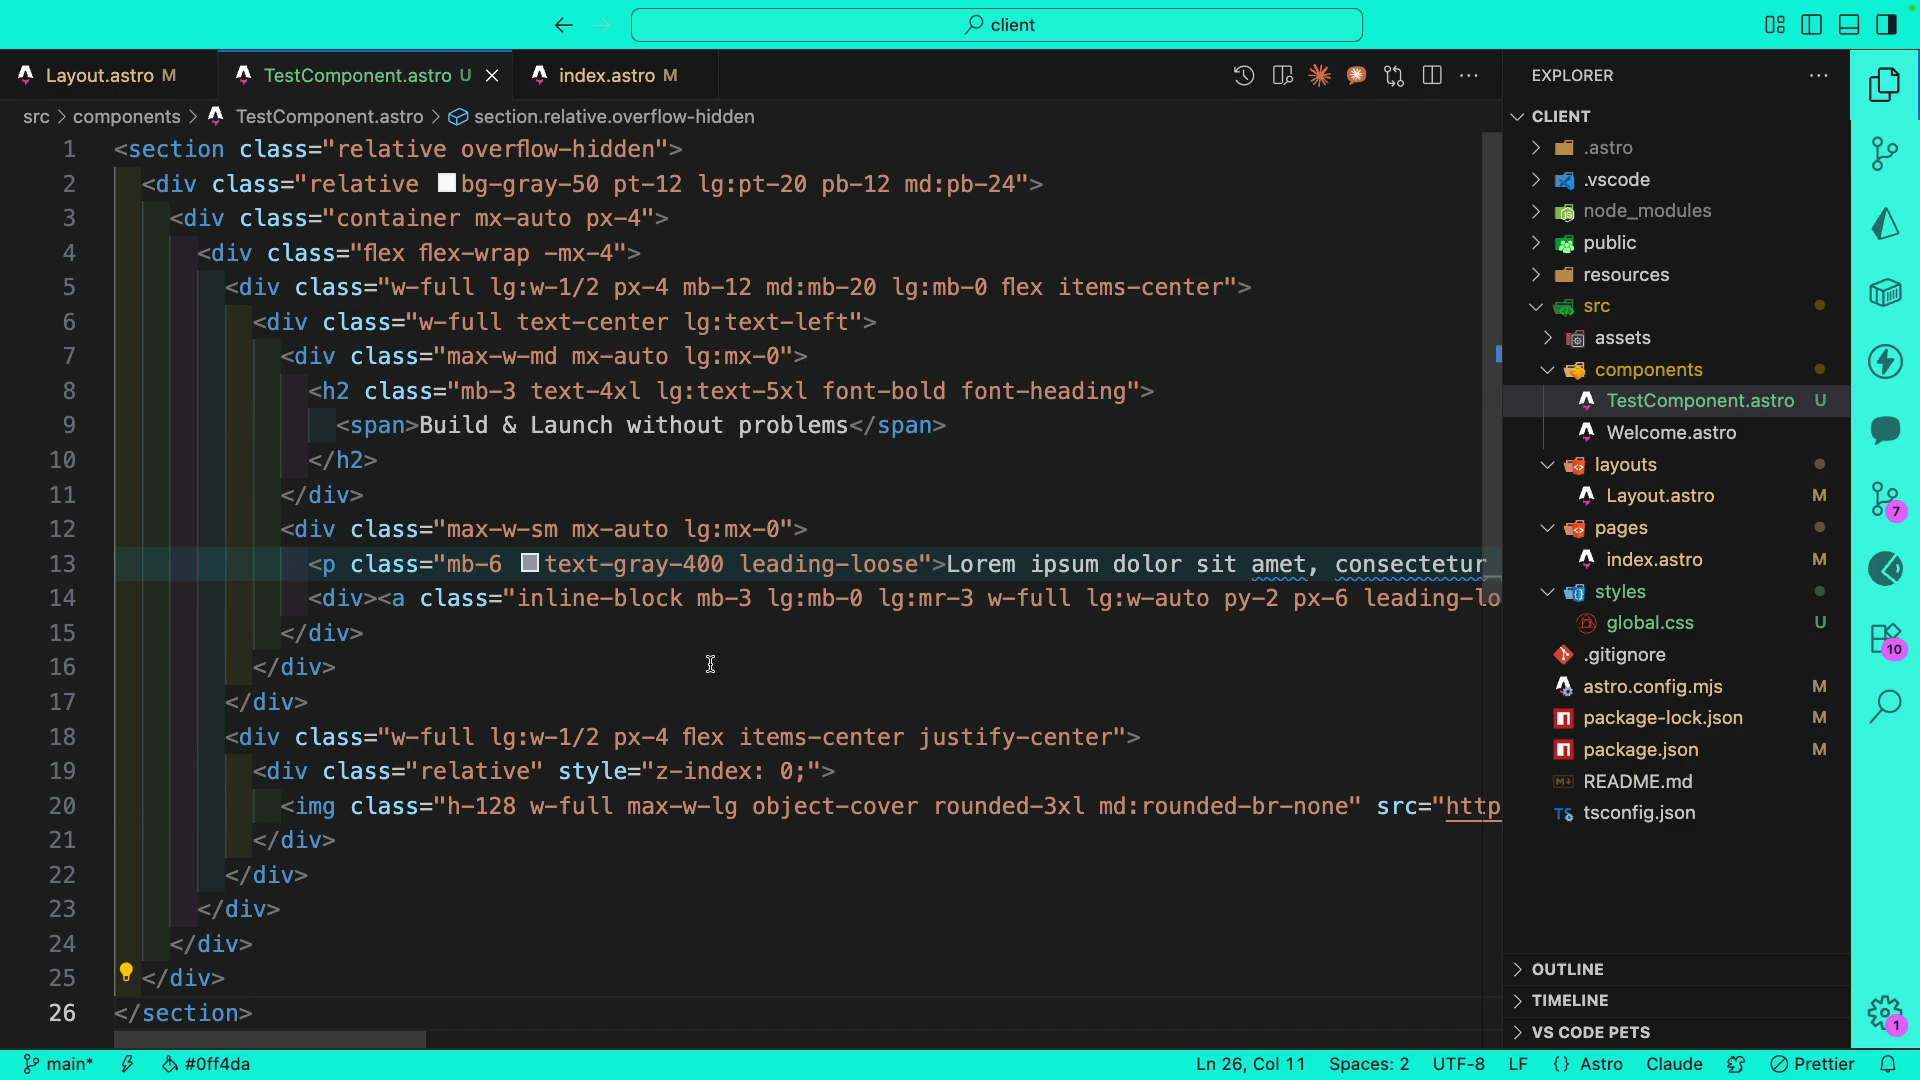 client
Layout.astro M
TestComponent.astro U
index.astro M
src > components > TestComponent.astro > section.relative.overflow-hidden
1 <section class="relative overflow-hidden">
2 <div class="relative bg-gray-50 pt-12 lg:pt-20 pb-12 md:pb-24">
3 <div class="container mx-auto px-4">
4 <div class="flex flex-wrap -mx-4">
5 <div class="w-full lg:w-1/2 px-4 mb-12 md:mb-20 lg:mb-0 flex items-center">
6 <div class="w-full text-center lg:text-left">
7 <div class="max-w-md mx-auto lg:mx-0">
8 <h2 class="mb-3 text-4xl lg:text-5xl font-bold font-heading">
9 <span>Build & Launch without problems</span>
10 </h2>
11 </div>
12 <div class="max-w-sm mx-auto lg:mx-0">
13 <p class="mb-6 text-gray-400 leading-loose">Lorem ipsum dolor sit amet, consectetur
14 <div><a class="inline-block mb-3 lg:mb-0 lg:mr-3 w-full lg:w-auto py-2 px-6 leading-lo
15 </div>
16 </div>
17 </div>
18 <div class="w-full lg:w-1/2 px-4 flex items-center justify-center">
19 <div class="relative" style="z-index: 0;">
20 <img class="h-128 w-full max-w-lg object-cover rounded-3xl md:rounded-br-none" src="http
21 </div>
22 </div>
23 </div>
24 </div>
25 </div>
26 </section>
EXPLORER
CLIENT
.astro
.vscode
node_modules
public
resources
src
assets
components
TestComponent.astro U
Welcome.astro
layouts
Layout.astro M
pages
index.astro M
styles
global.css U
.gitignore
astro.config.mjs M
package-lock.json M
package.json M
README.md
TS tsconfig.json
OUTLINE
TIMELINE
VS CODE PETS
7
10
1
main*
#0ff4da
Ln 26, Col 11
Spaces: 2
UTF-8
LF
{} Astro
Claude
Prettier